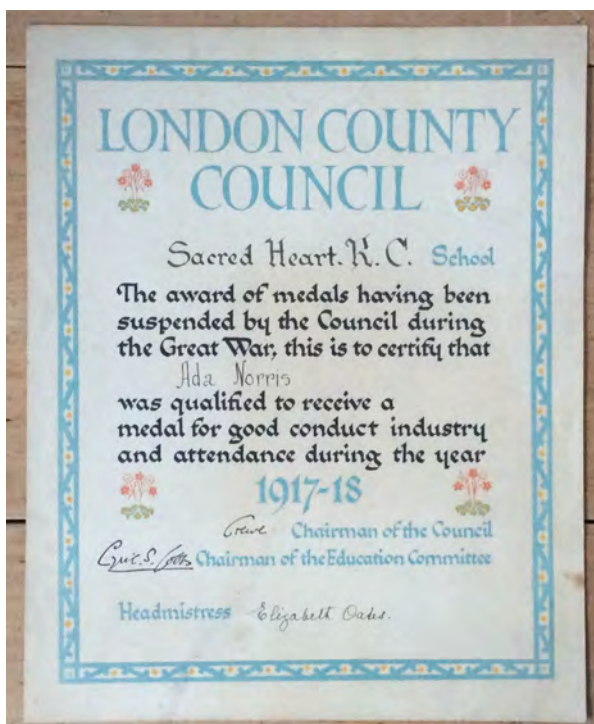 LONDON COUNTY
COUNCIL
Sacred Heart. R. C. School
The award of medals having been
suspended by the Council during
the Great War, this is to certify that
Ada Norris
was qualified to receive a
medal for good conduct industry
and attendance during the year
1917-18
Crewe Chairman of the Council
Cyril. S. Cobb Chairman of the Education Committee
Headmistress Elizabeth Oates.